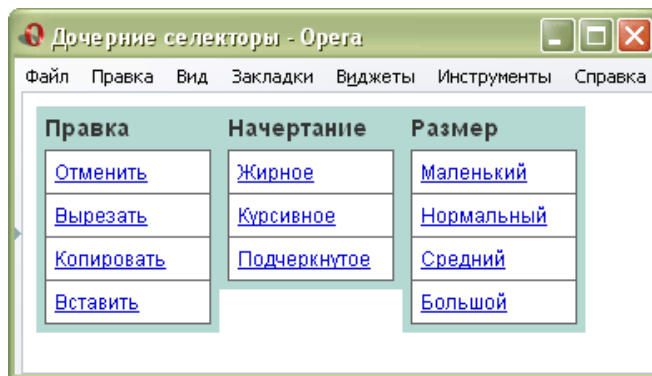 Дочерние селекторы - Opera
Файл Правка Вид Закладки Виджеты Инструменты Справка
Правка Начертание Размер
Отменить Жирное Маленький
Вырезать Курсивное Нормальный
Копировать Подчеркнутое Средний
Вставить Большой